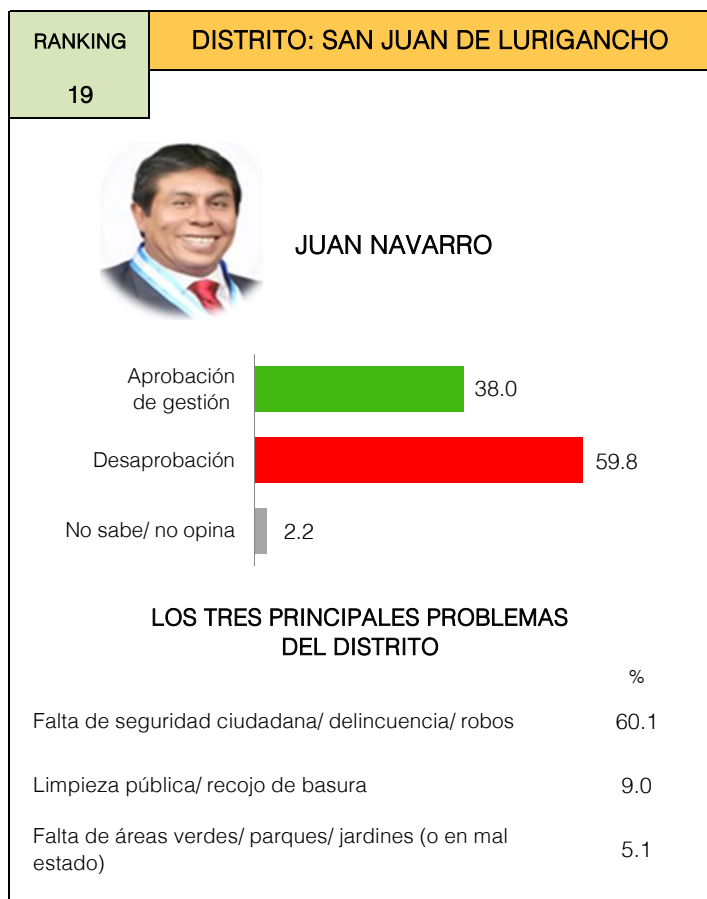 RANKING
DISTRITO: SAN JUAN DE LURIGANCHO
19
JUAN NAVARRO
Aprobación
de gestión
38.0
Desaprobación
59.8
No sabe/ no opina
2.2
LOS TRES PRINCIPALES PROBLEMAS
DEL DISTRITO
%
Falta de seguridad ciudadana/ delincuencia/ robos
60.1
Limpieza pública/ recojo de basura
9.0
Falta de áreas verdes/ parques/ jardines (o en mal
estado)
5.1